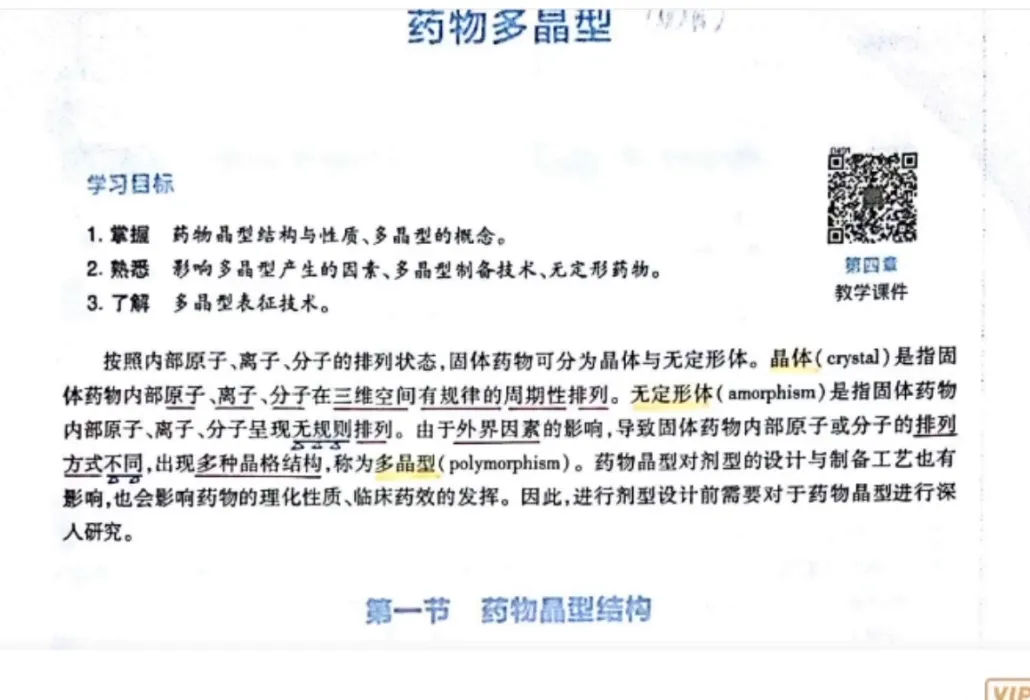 药物多晶型
学习目标
1. 掌握 药物晶型结构与性质、多晶型的概念。
2. 熟悉 影响多晶型产生的因素、多晶型制备技术、无定形药物。
3. 了解 多晶型表征技术。
第四章
教学课件
按照内部原子、离子、分子的排列状态,固体药物可分为晶体与无定形体。晶体(crystal)是指固
体药物内部原子、离子、分子在三维空间有规律的周期性排列。无定形体(amorphism)是指固体药物
内部原子、离子、分子呈现无规则排列。由于外界因素的影响,导致固体药物内部原子或分子的排列
方式不同,出现多种晶格结构,称为多晶型(polymorphism)。药物晶型对剂型的设计与制备工艺也有
影响,也会影响药物的理化性质、临床药效的发挥。因此,进行剂型设计前需要对于药物晶型进行深
入研究。
第一节 药物晶型结构
VIP